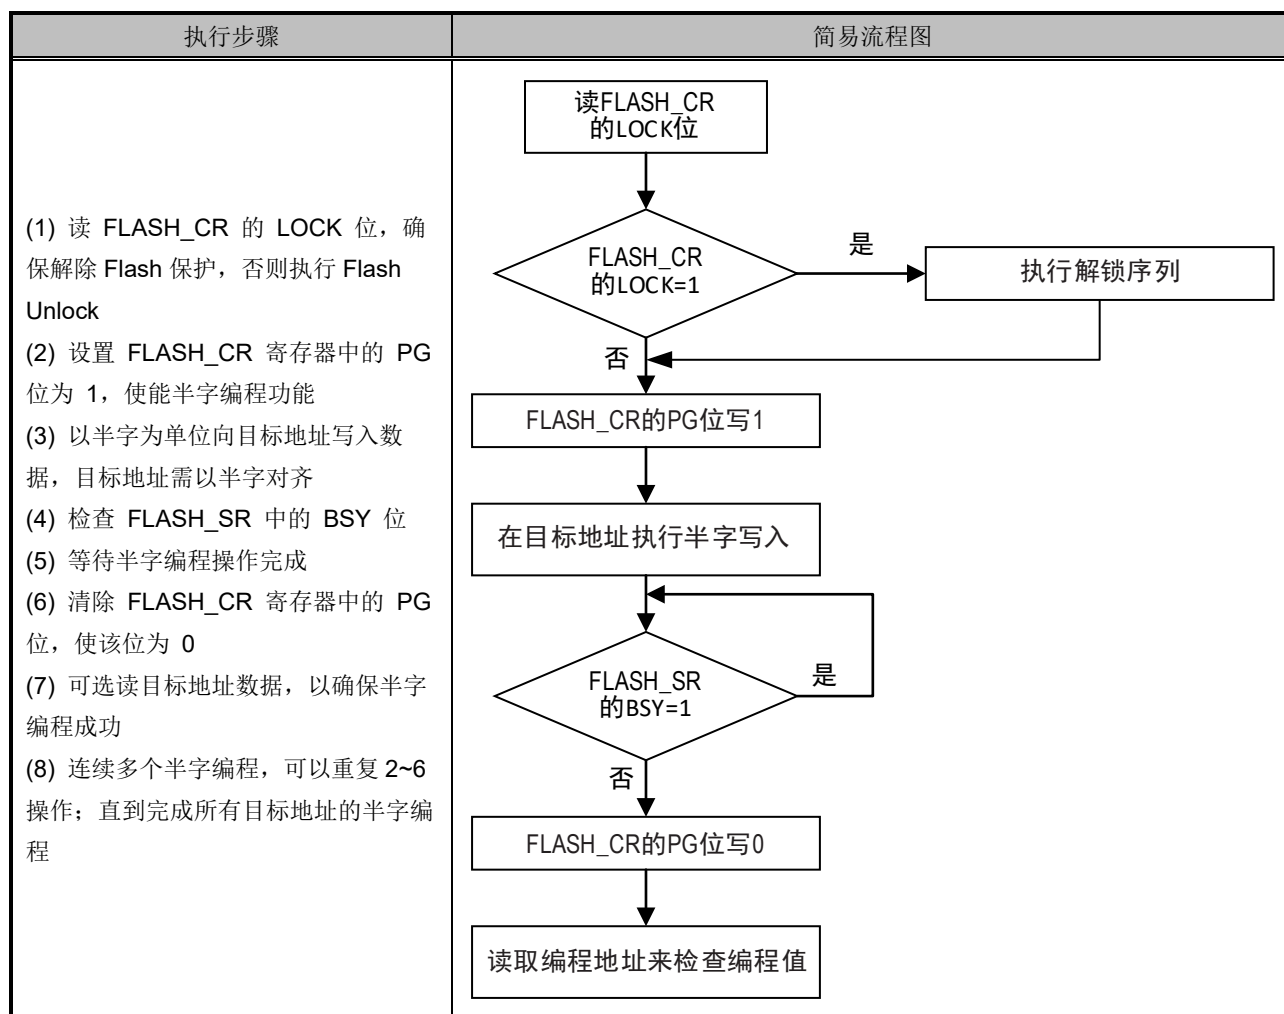 执行步骤
简易流程图
(1) 读 FLASH_CR 的 LOCK 位，确
保解除 Flash 保护，否则执行 Flash
Unlock
(2) 设置 FLASH_CR 寄存器中的 PG
位为 1，使能半字编程功能
(3) 以半字为单位向目标地址写入数
据，目标地址需以半字对齐
(4) 检查 FLASH_SR 中的 BSY 位
(5) 等待半字编程操作完成
(6) 清除 FLASH_CR 寄存器中的 PG
位，使该位为 0
(7) 可选读目标地址数据，以确保半字
编程成功
(8) 连续多个半字编程，可以重复 2~6
操作；直到完成所有目标地址的半字编
程
读FLASH_CR
的LOCK位
FLASH_CR
的LOCK=1
是
执行解锁序列
否
FLASH_CR的PG位写1
在目标地址执行半字写入
FLASH_SR
的BSY=1
是
否
FLASH_CR的PG位写0
读取编程地址来检查编程值